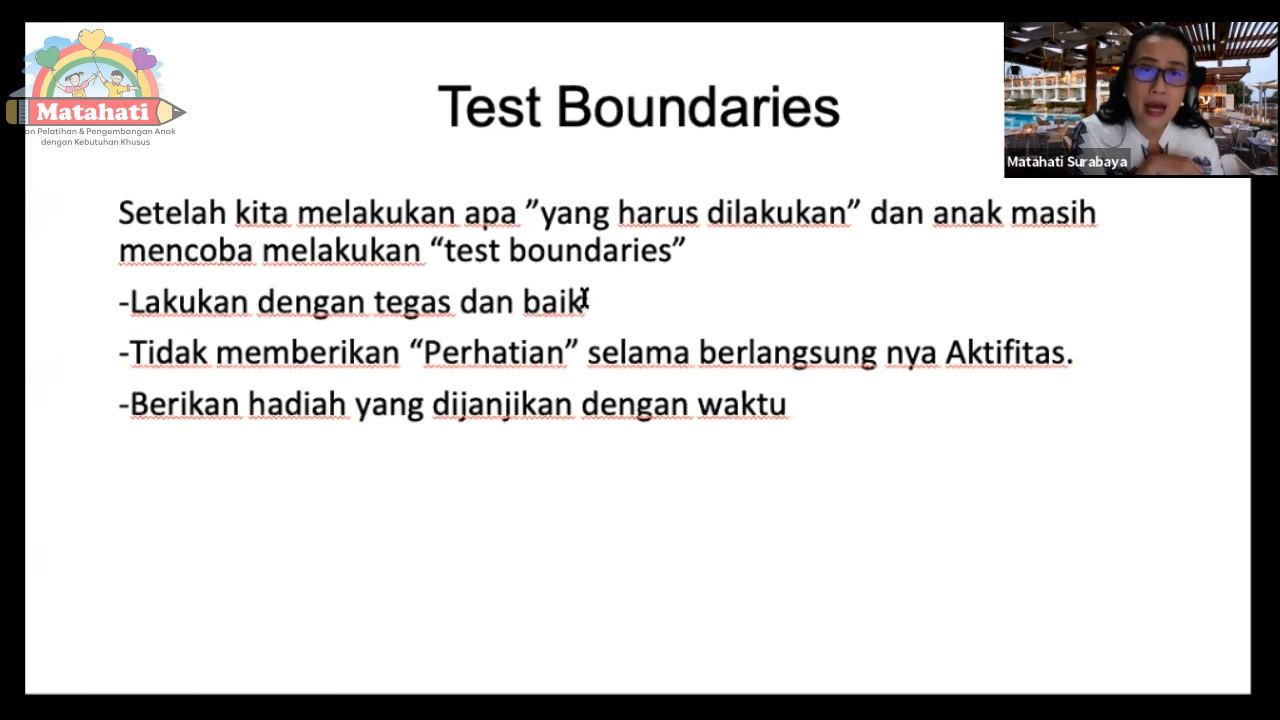 Matahati
an Pelatihan & Pengembangan Anak
dengan Kebutuhan Khusus
Test Boundaries
Matahati Surabaya
Setelah kita melakukan apa ”yang harus dilakukan” dan anak masih
mencoba melakukan “test boundaries”
-Lakukan dengan tegas dan baik
-Tidak memberikan “Perhatian” selama berlangsung nya Aktifitas.
-Berikan hadiah yang dijanjikan dengan waktu